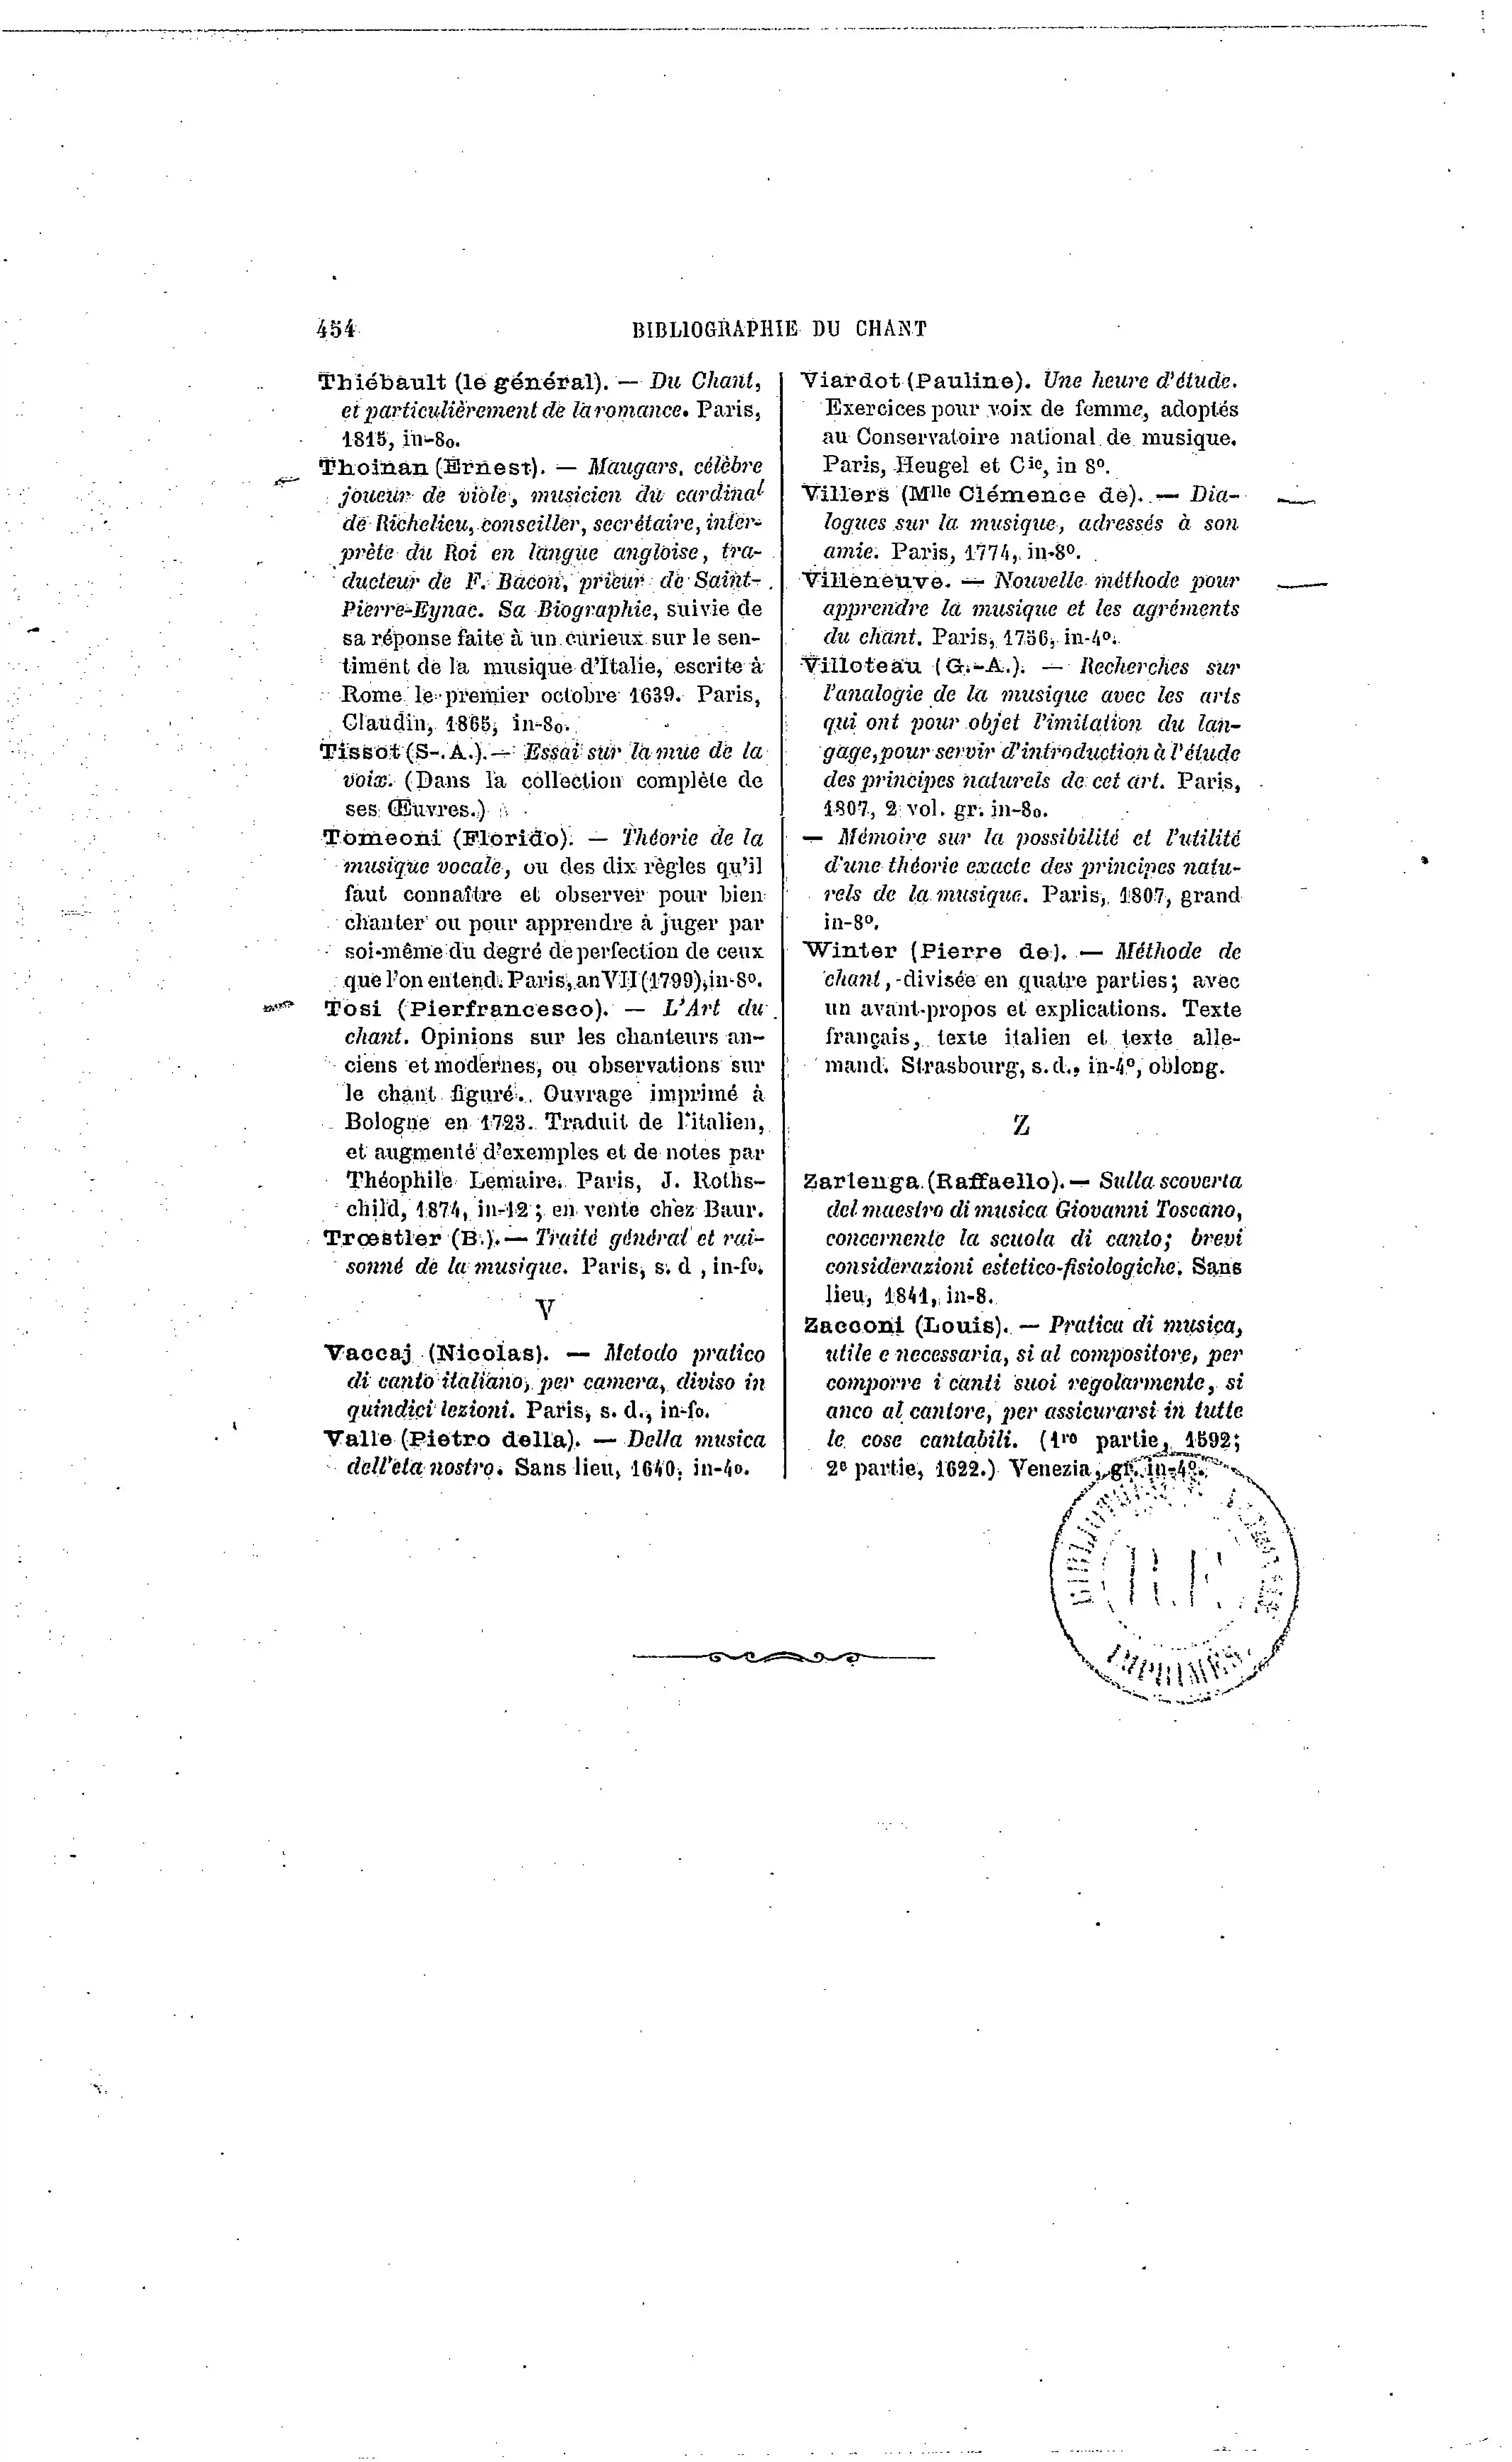 454
BIBLIOGRAPHIE DU CHANT
Thiébault (le général). — Du Chant,
et particulièrement de la romance. Paris,
1815, in-8o.
Thoinan (Ernest). — Maugars, célèbre
joueur de viole, musicien du cardinal
de Richelieu, conseiller, secrétaire, inter-
prète du Roi en langue angloise, tra-
ducteur de F. Bacon, prieur de Saint-
Pierre-Eynac. Sa Biographie, suivie de
sa réponse faite à un curieux sur le sen-
timent de la musique d'Italie, escrite à
Rome le premier octobre 1639. Paris,
Claudin, 1865, in-8o.
Tissot (S-. A.). — Essai sur la mue de la
voix. (Dans la collection complète de
ses Œuvres.)
Tomeoni (Florido). — Théorie de la
musique vocale, ou des dix règles qu'il
faut connaître et observer pour bien
chanter ou pour apprendre à juger par
soi-même du degré de perfection de ceux
que l'on entend. Paris, an VII (1799), in-8o.
Tosi (Pierfrancesco). — L'Art du
chant. Opinions sur les chanteurs an-
ciens et modernes, ou observations sur
le chant figuré. Ouvrage imprimé à
Bologne en 1723. Traduit de l'italien,
et augmenté d'exemples et de notes par
Théophile Lemaire. Paris, J. Roths-
child, 1874, in-12; en vente chez Baur.
Trœstler (B.). — Traité général et rai-
sonné de la musique. Paris, s. d, in-fo.
V
Vaccaj (Nicolas). — Metodo pratico
di canto italiano, per camera, diviso in
quindici lezioni. Paris, s. d., in-fo.
Valle (Pietro della). — Della musica
dell'eta nostro. Sans lieu, 1640, in-4o.
Viardot (Pauline). Une heure d'étude.
Exercices pour voix de femme, adoptés
au Conservatoire national de musique.
Paris, Heugel et Cie, in 8o.
Villers (Mlle Clémence de). — Dia-
logues sur la musique, adressés à son
amie. Paris, 1774, in-8o.
Villeneuve. — Nouvelle méthode pour
apprendre la musique et les agréments
du chant. Paris, 1756, in-4o.
Villoteau (G.-A.). — Recherches sur
l'analogie de la musique avec les arts
qui ont pour objet l'imitation du lan-
gage, pour servir d'introduction à l'étude
des principes naturels de cet art. Paris,
1807, 2 vol. gr. in-8o.
— Mémoire sur la possibilité et l'utilité
d'une théorie exacte des principes natu-
rels de la musique. Paris, 1807, grand
in-8o.
Winter (Pierre de). — Méthode de
chant, divisée en quatre parties; avec
un avant-propos et explications. Texte
français, texte italien et texte alle-
mand. Strasbourg, s. d., in-4o, oblong.
Z
Zarlenga (Raffaello). — Sulla scoverta
del maestro di musica Giovanni Toscano,
concernente la scuola di canto; brevi
considerazioni estetico-fisiologiche. Sans
lieu, 1841, in-8.
Zacconi (Louis). — Pratica di musica,
utile e necessaria, si al compositore, per
comporre i canti suoi regolarmente, si
anco al cantore, per assicurarsi in tutte
le cose cantabili. (1re partie, 1592;
2e partie, 1622.) Venezia, gr. in-4o.